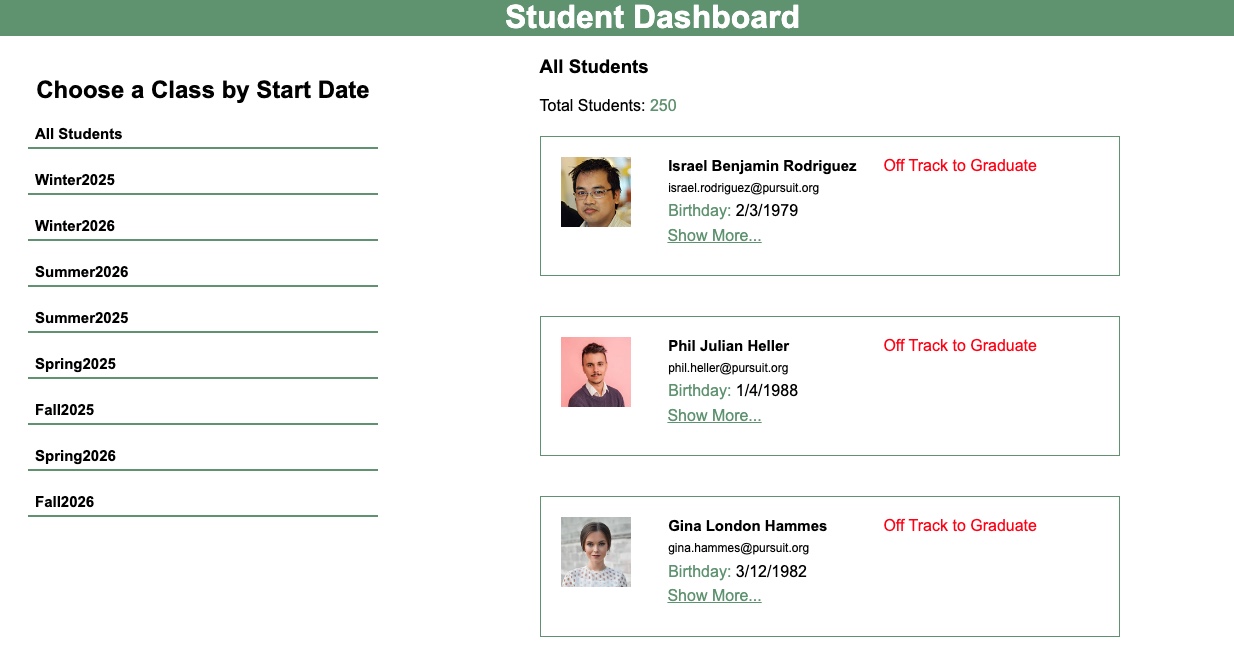 Student Dashboard
Choose a Class by Start Date
All Students
Winter2025
Winter2026
Summer2026
Summer2025
Spring2025
Fall2025
Spring2026
Fall2026
All Students
Total Students: 250
Israel Benjamin Rodriguez
Off Track to Graduate
israel.rodriguez@pursuit.org
Birthday: 2/3/1979
Show More...
Phil Julian Heller
Off Track to Graduate
phil.heller@pursuit.org
Birthday: 1/4/1988
Show More...
Gina London Hammes
Off Track to Graduate
gina.hammes@pursuit.org
Birthday: 3/12/1982
Show More...